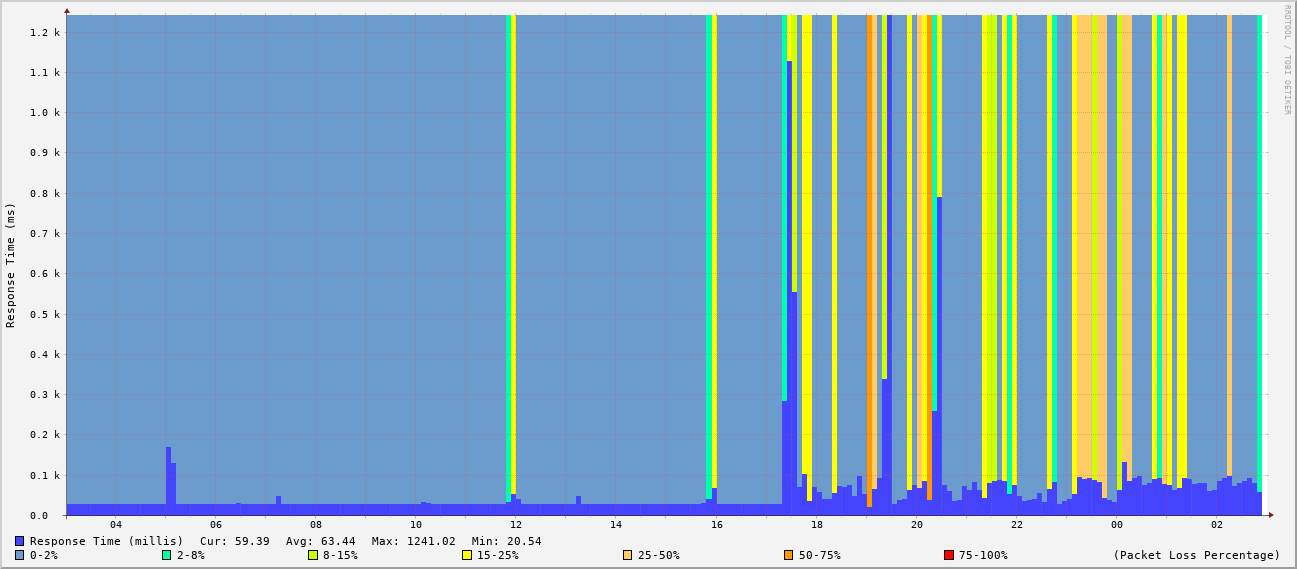 RRDTOOL / TOBI OETIKER
Response Time (ms)
1.2 k
1.1 k
1.0 k
0.9 k
0.8 k
0.7 k
0.6 k
0.5 k
0.4 k
0.3 k
0.2 k
0.1 k
0.0
04 06 08 10 12 14 16 18 20 22 00 02
Response Time (millis) Cur: 59.39 Avg: 63.44 Max: 1241.02 Min: 20.54
0-2% 2-8% 8-15% 15-25% 25-50% 50-75% 75-100% (Packet Loss Percentage)